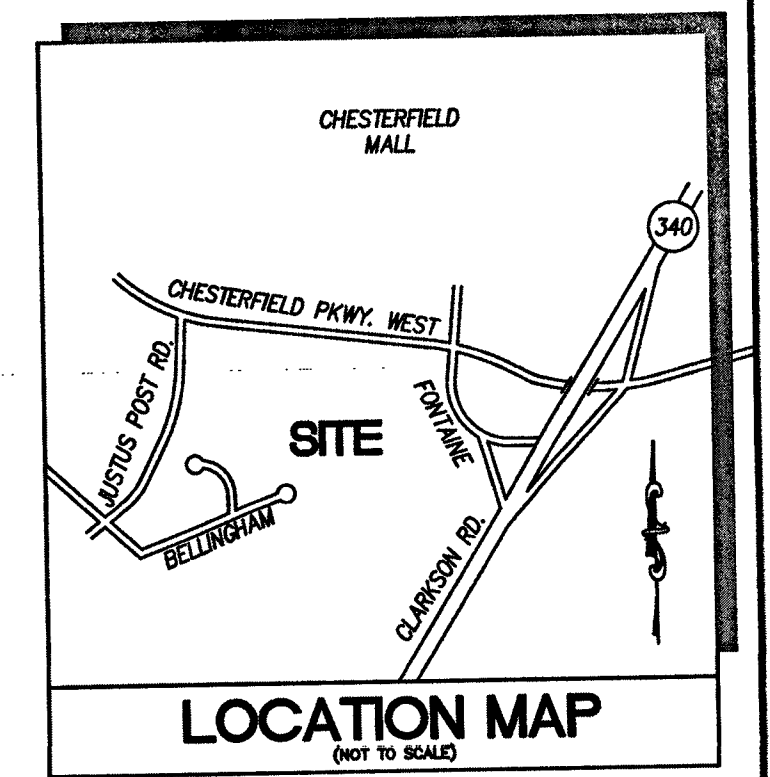 CHESTERFIELD
MALL
340
CHESTERFIELD PKWY. WEST
JUSTUS POST RD.
FONTAINE
SITE
BELLINGHAM
CLARKSON RD.
LOCATION MAP
(NOT TO SCALE)